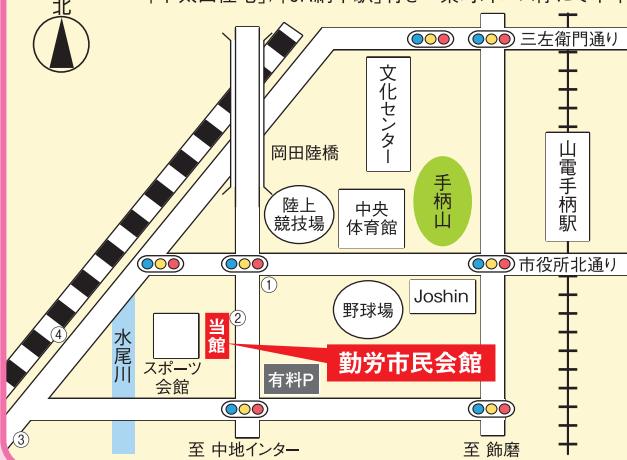 北
三左衛門通り
文化センター
岡田陸橋
山電手柄駅
手柄山
陸上
競技場
中央
体育館
市役所北通り
①
Joshin
野球場
②
当館
④
水尾川
スポーツ
会館
勤労市民会館
有料P
③
至 中地インター
至 飾磨